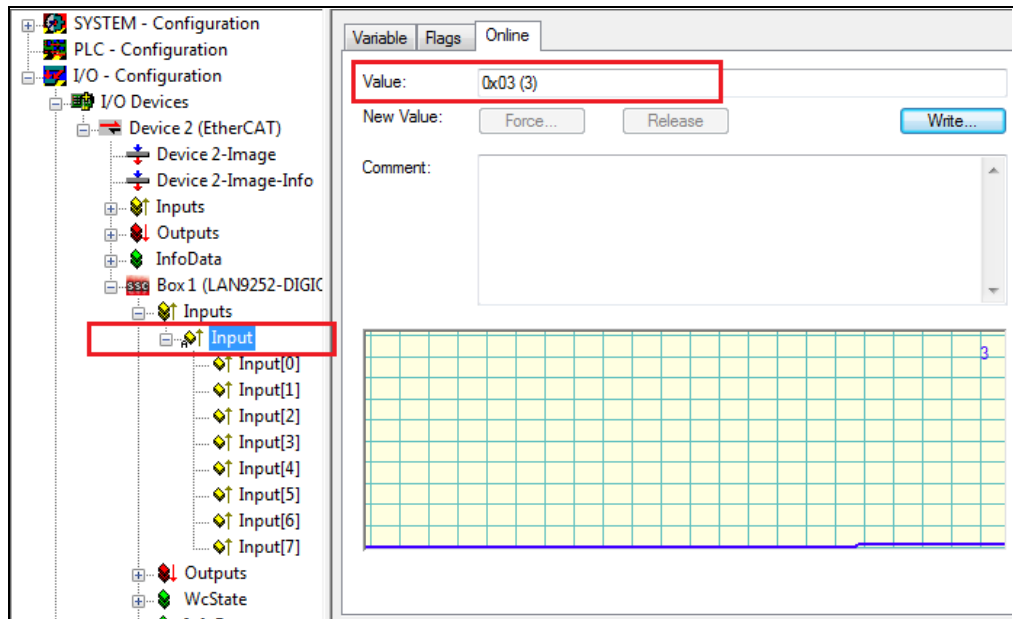 SYSTEM - Configuration
PLC - Configuration
I/O - Configuration
I/O Devices
Device 2 (EtherCAT)
Device 2-Image
Device 2-Image-Info
Inputs
Outputs
InfoData
ssc Box 1 (LAN9252-DIGIC
Inputs
Input
Input[0]
Input[1]
Input[2]
Input[3]
Input[4]
Input[5]
Input[6]
Input[7]
Outputs
WcState
Variable Flags Online
Value: 0x03 (3)
New Value: Force... Release Write...
Comment:
3